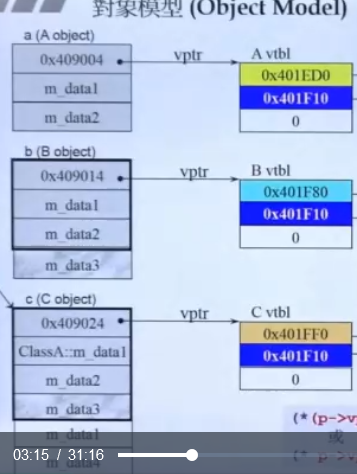 對象模型 (Object Model)
a (A object)
0x409004
m_data1
m_data2
vptr
A vtbl
0x401ED0
0x401F10
0
b (B object)
0x409014
m_data1
m_data2
m_data3
vptr
B vtbl
0x401F80
0x401F10
0
c (C object)
0x409024
ClassA::m_data1
m_data2
m_data3
m_data1
m_data4
vptr
C vtbl
0x401FF0
0x401F10
0
(*(p->v
或
03:15 / 31:16